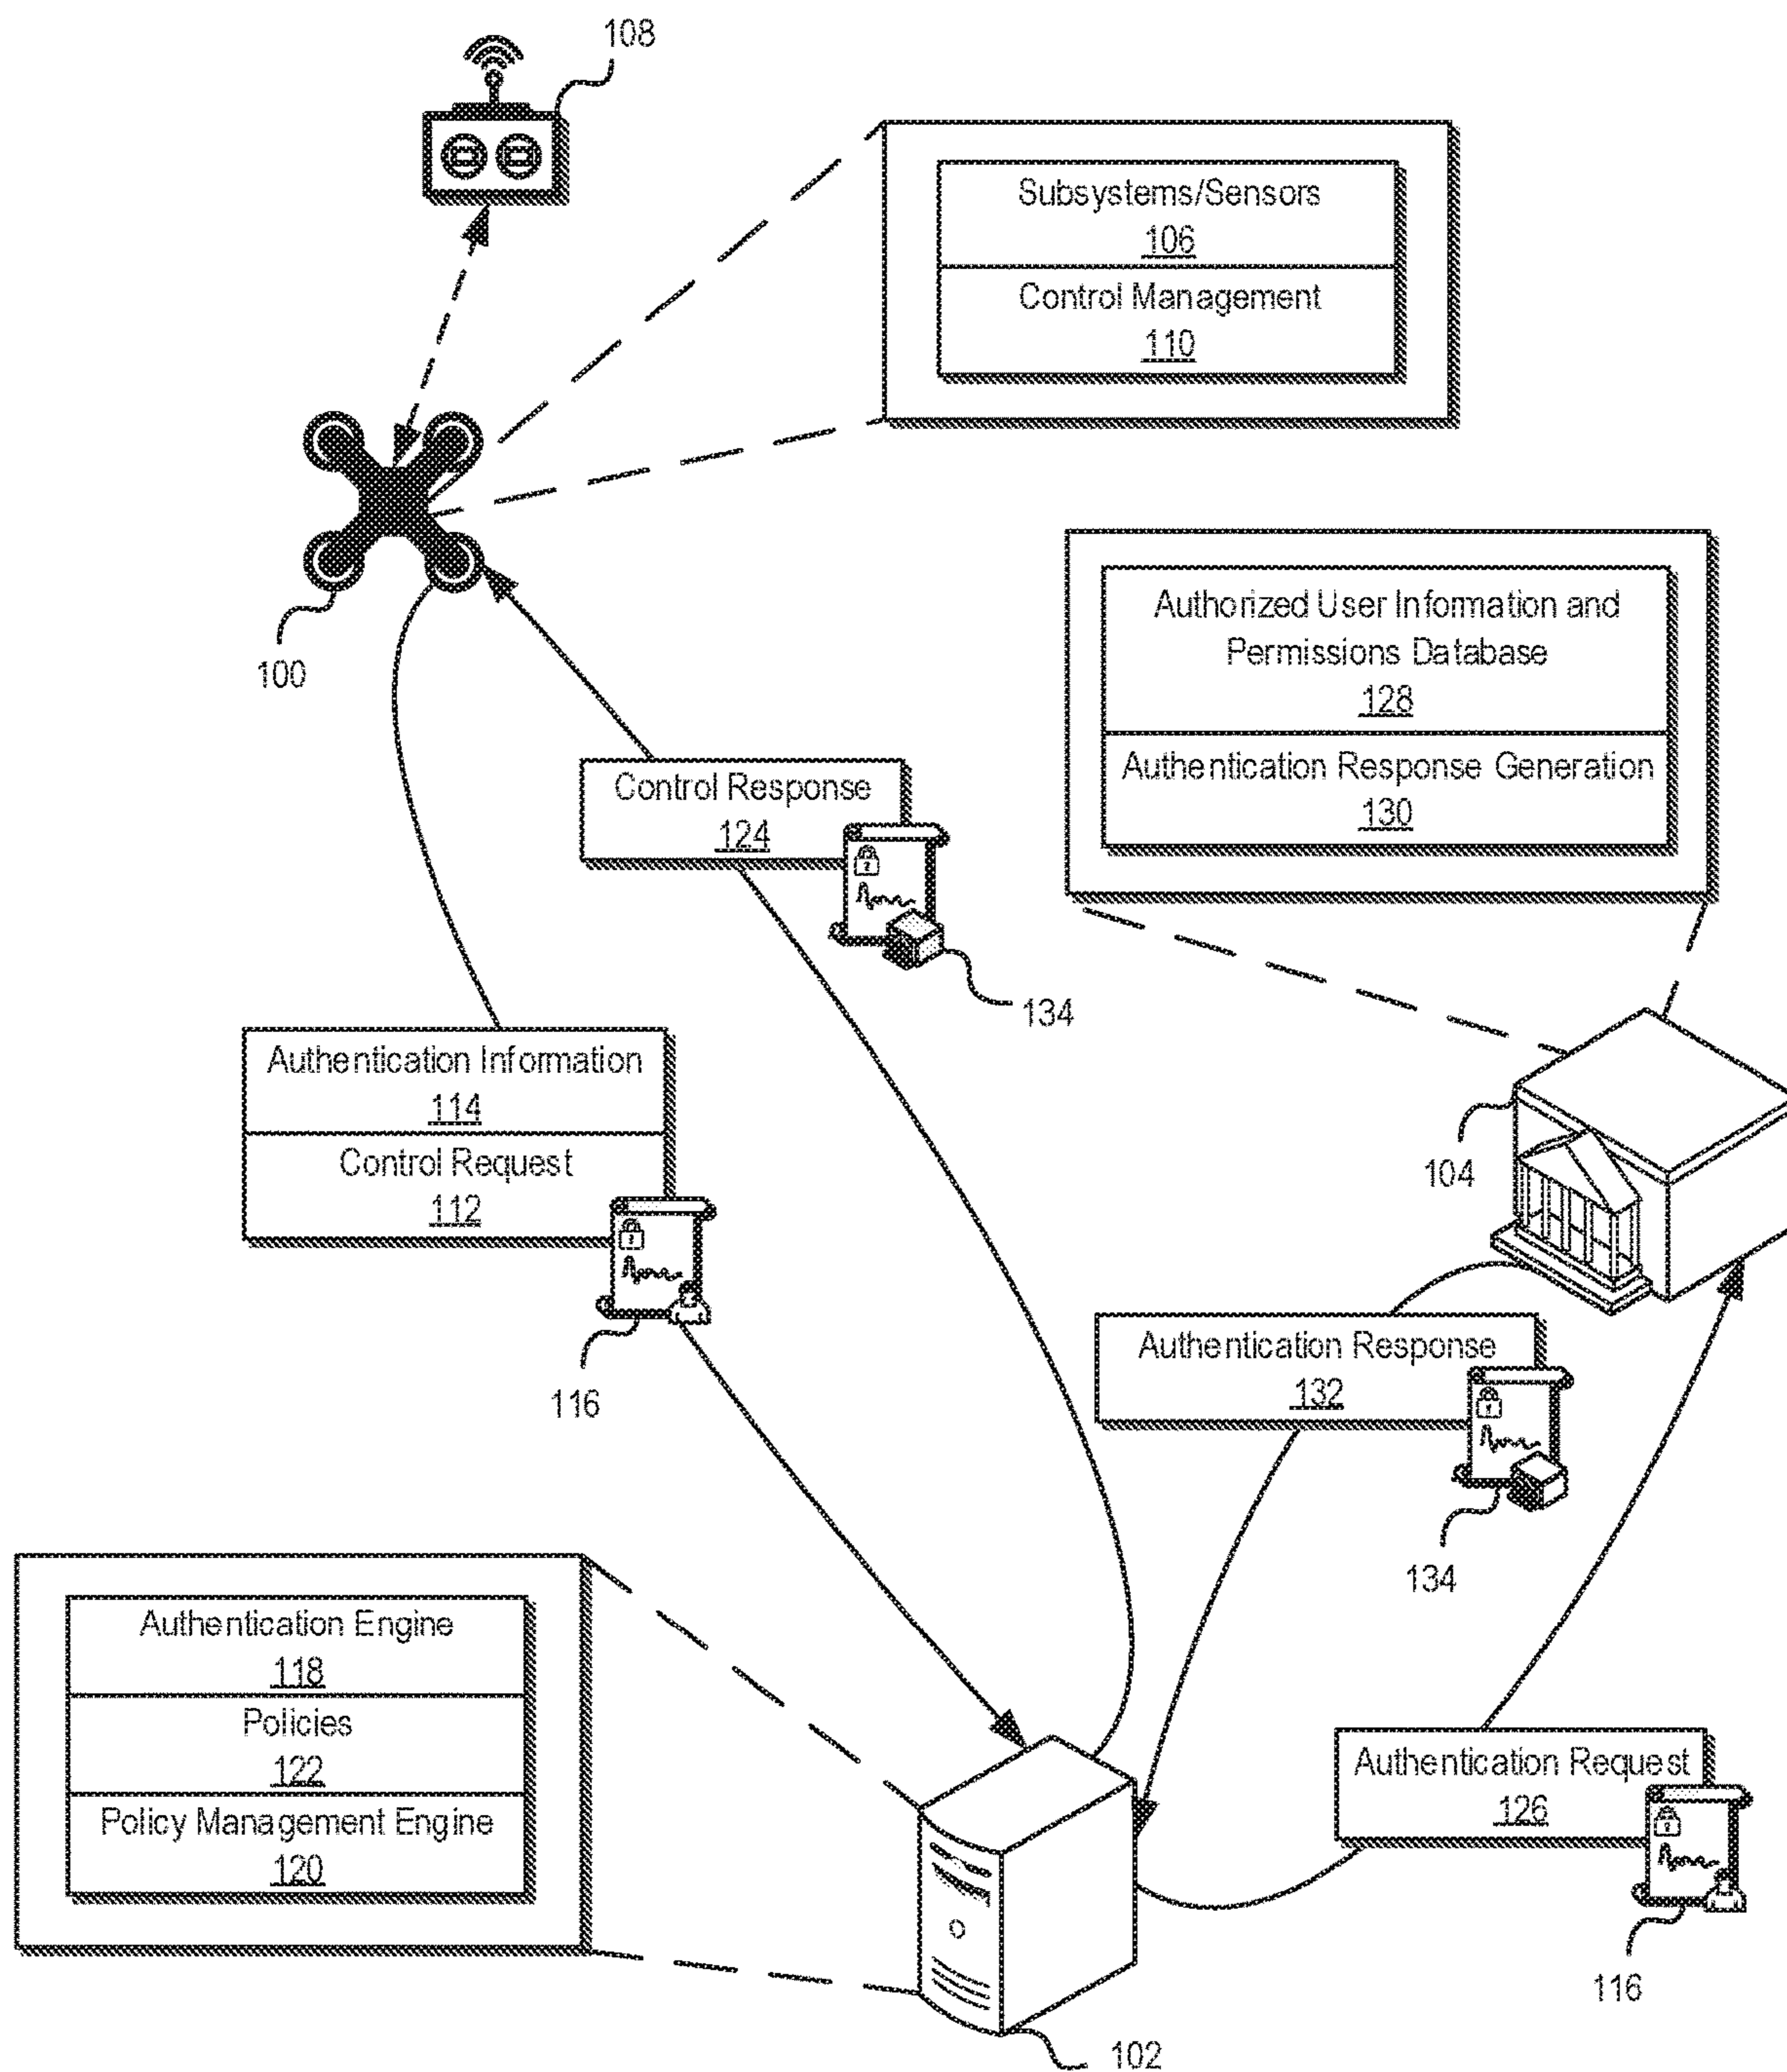 108
Subsystems/Sensors
106
Control Management
110
100
Authorized User Information and
Permissions Database
128
Authentication Response Generation
130
Control Response
124
134
Authentication Information
114
Control Request
112
116
104
Authentication Response
132
134
Authentication Engine
118
Policies
122
Policy Management Engine
120
Authentication Request
126
116
102